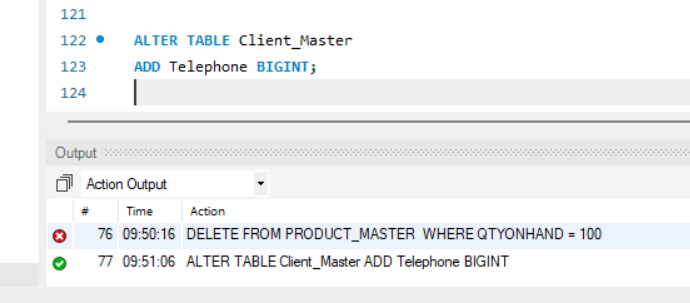 121
122 ALTER TABLE Client_Master
123 ADD Telephone BIGINT;
124
Output
Action Output
# Time Action
76 09:50:16 DELETE FROM PRODUCT_MASTER WHERE QTYONHAND = 100
77 09:51:06 ALTER TABLE Client_Master ADD Telephone BIGINT